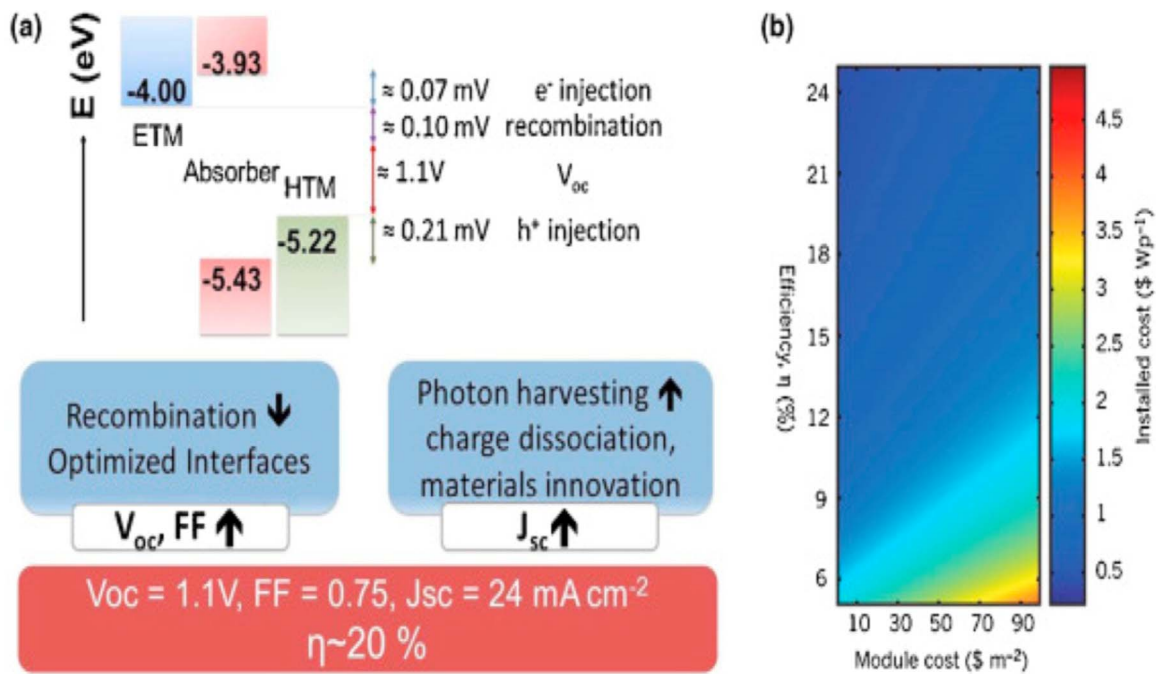 (a)
E (eV)
-4.00
-3.93
ETM
Absorber
HTM
-5.43
-5.22
≈ 0.07 mV e⁻ injection
≈ 0.10 mV recombination
≈ 1.1V Voc
≈ 0.21 mV h⁺ injection
Recombination ↓
Optimized Interfaces
Voc, FF ↑
Photon harvesting ↑
charge dissociation,
materials innovation
Jsc ↑
Voc = 1.1V, FF = 0.75, Jsc = 24 mA cm⁻²
η~20 %
(b)
Efficiency, η (%)
24
21
18
15
12
9
6
10 30 50 70 90
Module cost ($ m⁻²)
4.5
4
3.5
3
2.5
2
1.5
1
0.5
Installed cost ($ Wp⁻¹)